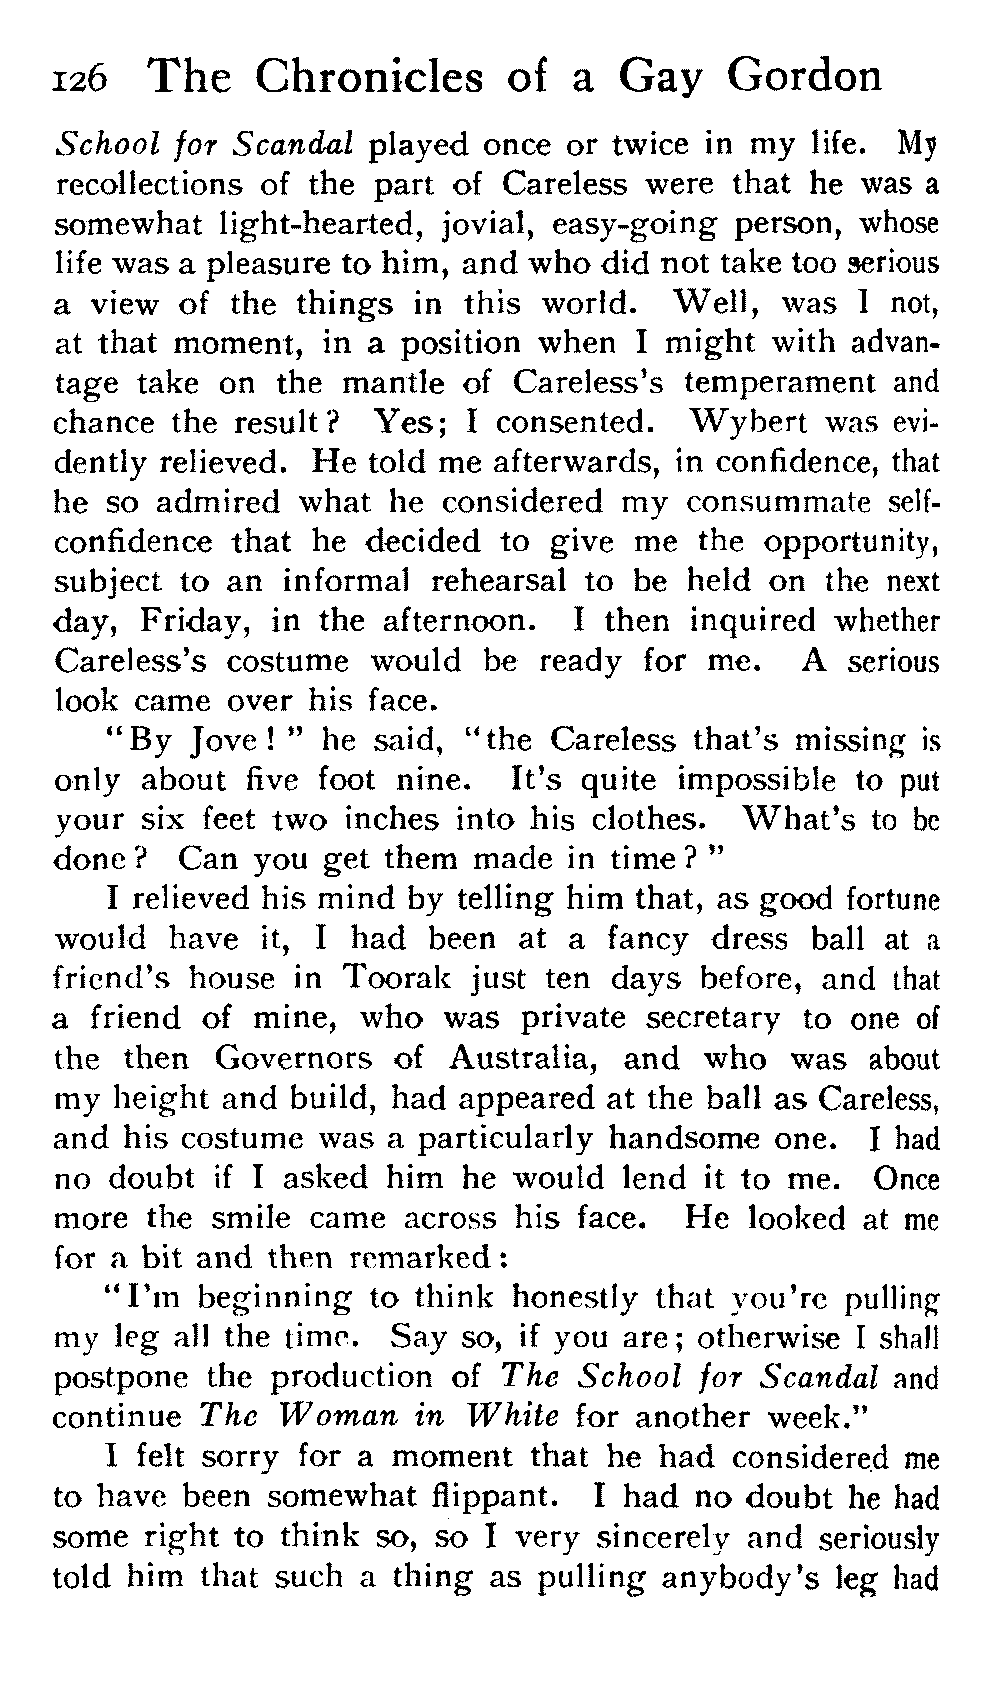 126 The Chronicles of a Gay Gordon
School for Scandal played once or twice in my life. My
recollections of the part of Careless were that he was a
somewhat light-hearted, jovial, easy-going person, whose
life was a pleasure to him, and who did not take too serious
a view of the things in this world. Well, was I not,
at that moment, in a position when I might with advan-
tage take on the mantle of Careless's temperament and
chance the result? Yes; I consented. Wybert was evi-
dently relieved. He told me afterwards, in confidence, that
he so admired what he considered my consummate self-
confidence that he decided to give me the opportunity,
subject to an informal rehearsal to be held on the next
day, Friday, in the afternoon. I then inquired whether
Careless's costume would be ready for me. A serious
look came over his face.
"By Jove!" he said, "the Careless that's missing is
only about five foot nine. It's quite impossible to put
your six feet two inches into his clothes. What's to be
done? Can you get them made in time?"
I relieved his mind by telling him that, as good fortune
would have it, I had been at a fancy dress ball at a
friend's house in Toorak just ten days before, and that
a friend of mine, who was private secretary to one of
the then Governors of Australia, and who was about
my height and build, had appeared at the ball as Careless,
and his costume was a particularly handsome one. I had
no doubt if I asked him he would lend it to me. Once
more the smile came across his face. He looked at me
for a bit and then remarked:
"I'm beginning to think honestly that you're pulling
my leg all the time. Say so, if you are; otherwise I shall
postpone the production of The School for Scandal and
continue The Woman in White for another week."
I felt sorry for a moment that he had considered me
to have been somewhat flippant. I had no doubt he had
some right to think so, so I very sincerely and seriously
told him that such a thing as pulling anybody's leg had